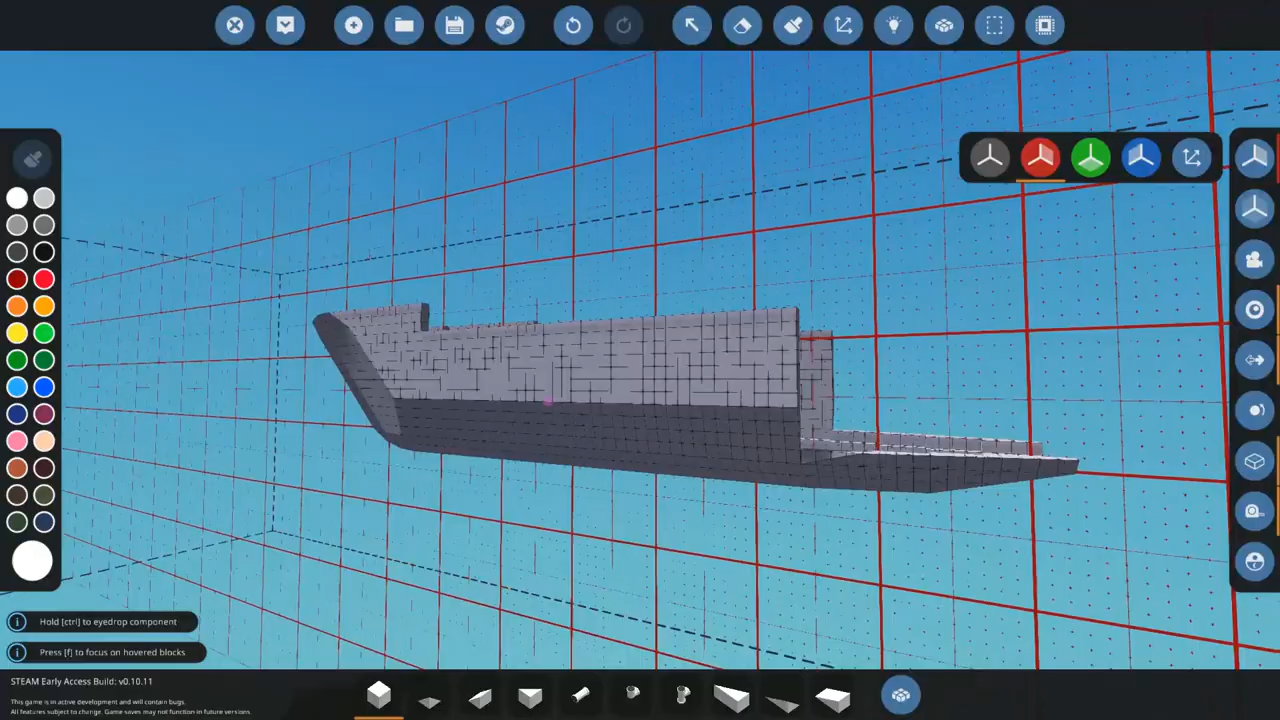 Hold [ctrl] to eyedrop component
Press [f] to focus on hovered blocks
STEAM Early Access Build: v0.10.11
This game is in active development and will contain bugs.
All features subject to change. Game saves may not function in future versions.